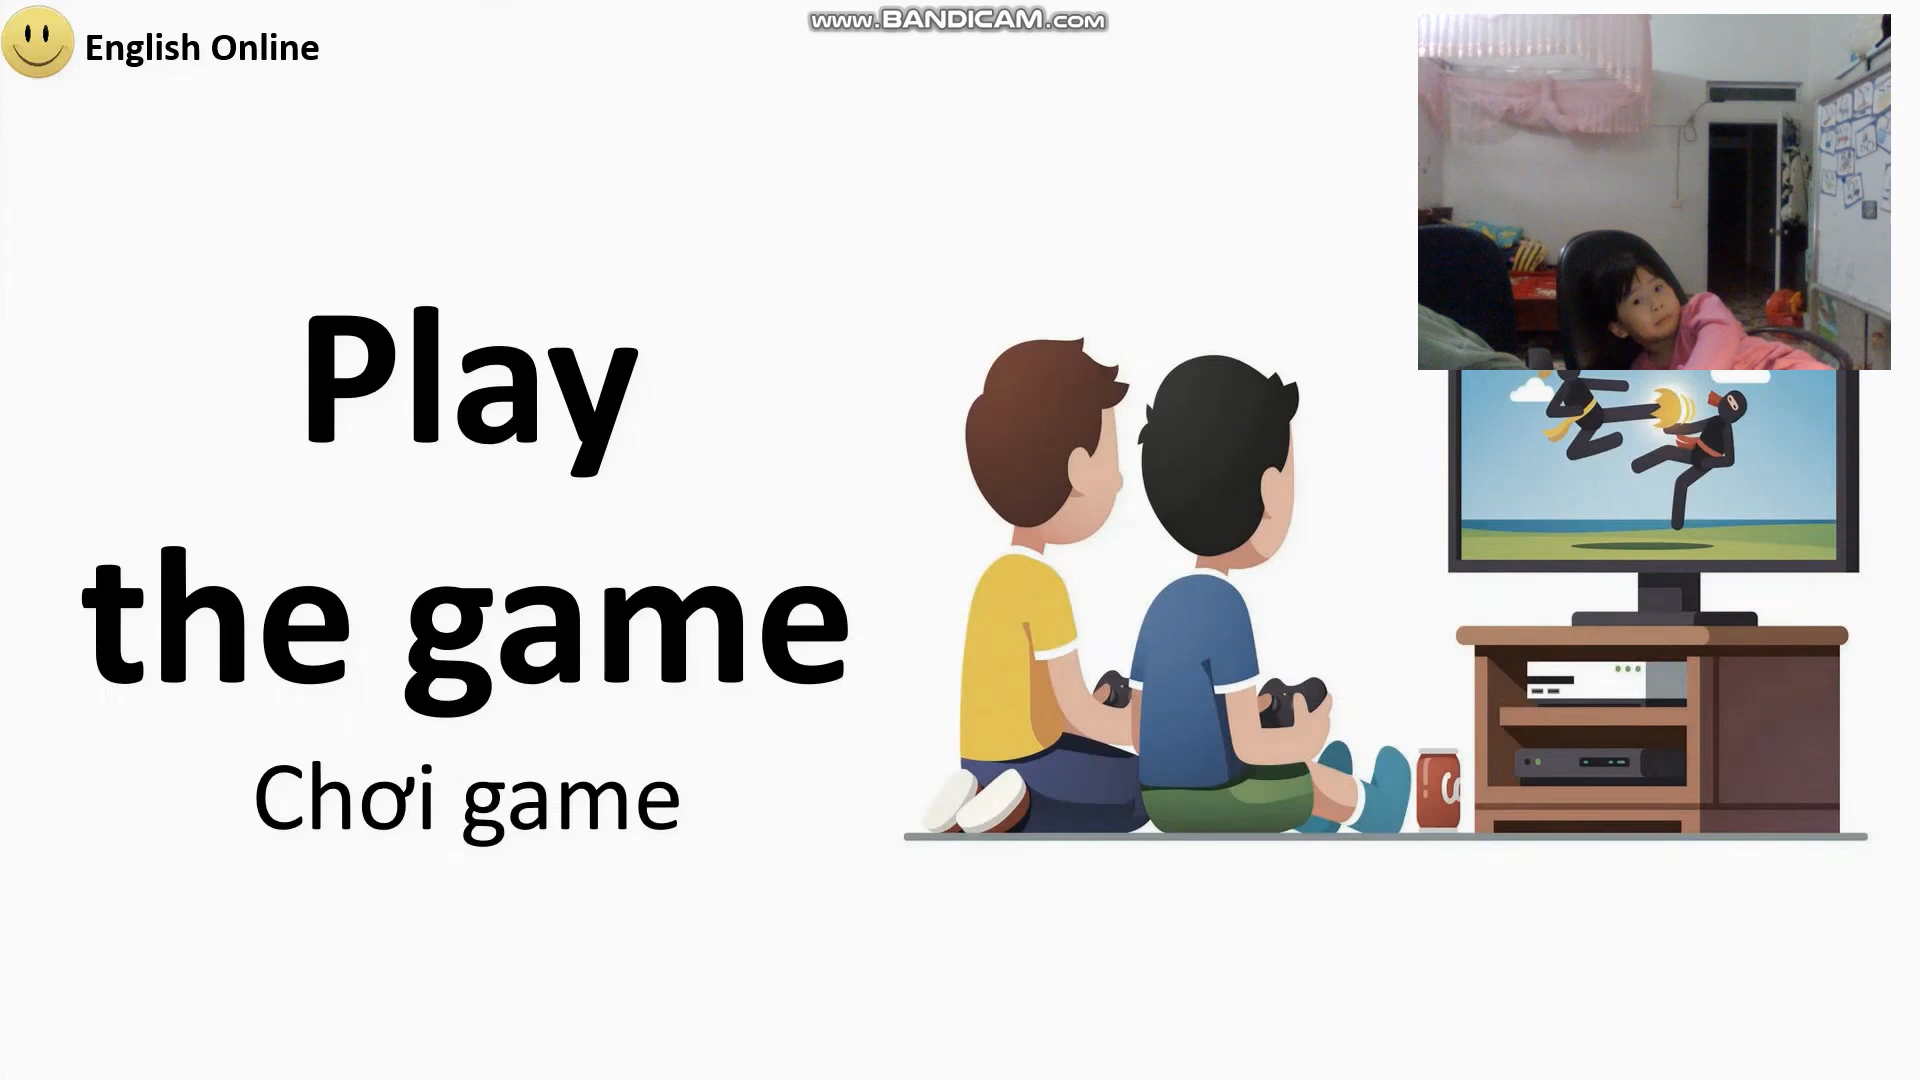 www.BANDICAM.com
English Online
Play
the game
Chơi game